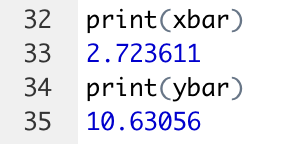 32 print(xbar)
33 2.723611
34 print(ybar)
35 10.63056